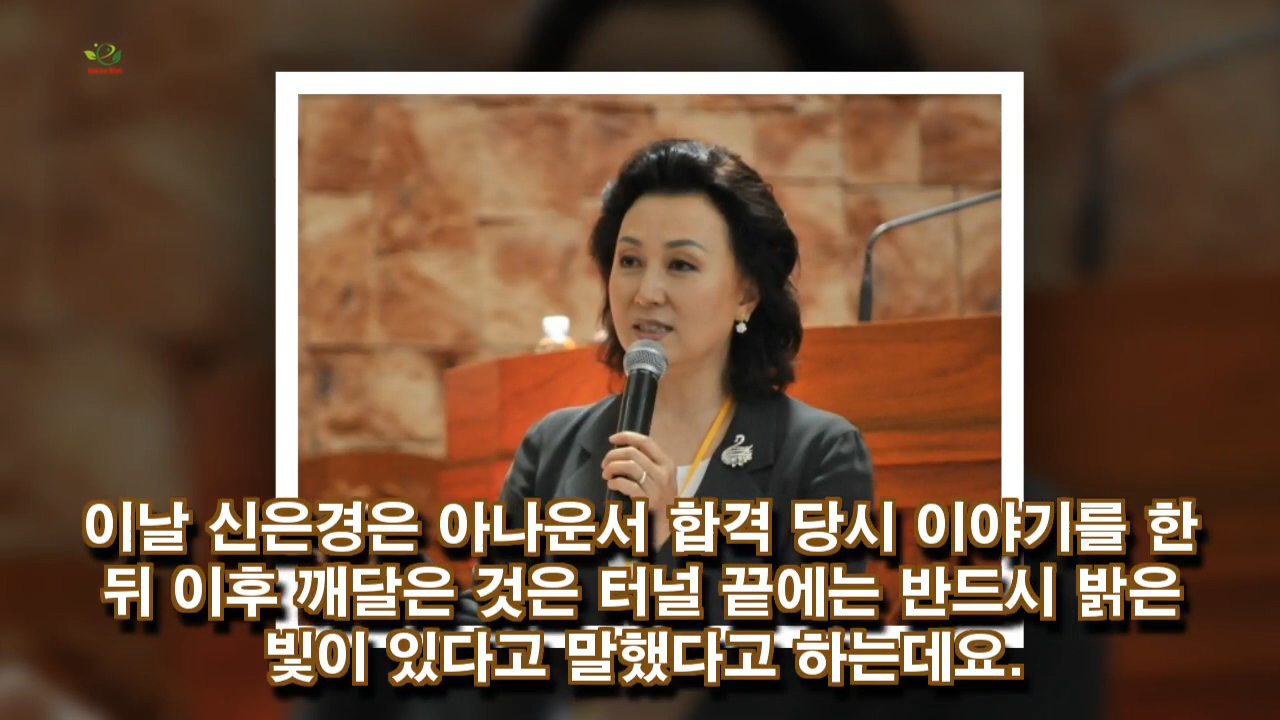 이날 신은경은 아나운서 합격 당시 이야기를 한
뒤 이후 깨달은 것은 터널 끝에는 반드시 밝은
빛이 있다고 말했다고 하는데요.